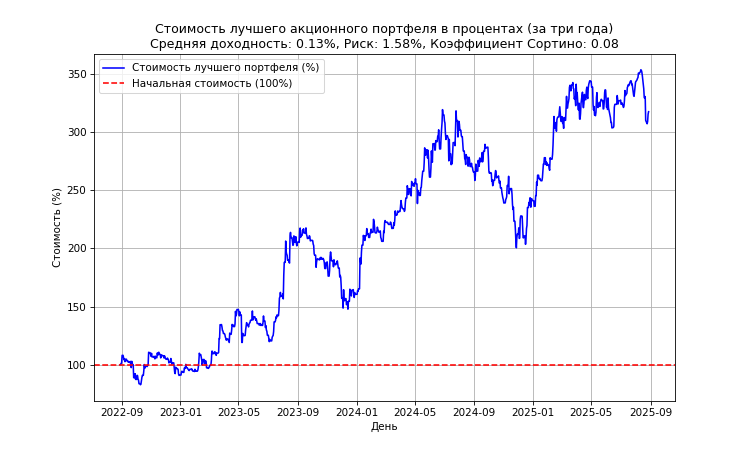 Стоимость лучшего акционного портфеля в процентах (за три года)
Средняя доходность: 0.13%, Риск: 1.58%, Коэффициент Сортино: 0.08
Стоимость лучшего портфеля (%)
Начальная стоимость (100%)
Стоимость (%)
350
300
250
200
150
100
2022-09 2023-01 2023-05 2023-09 2024-01 2024-05 2024-09 2025-01 2025-05 2025-09
День